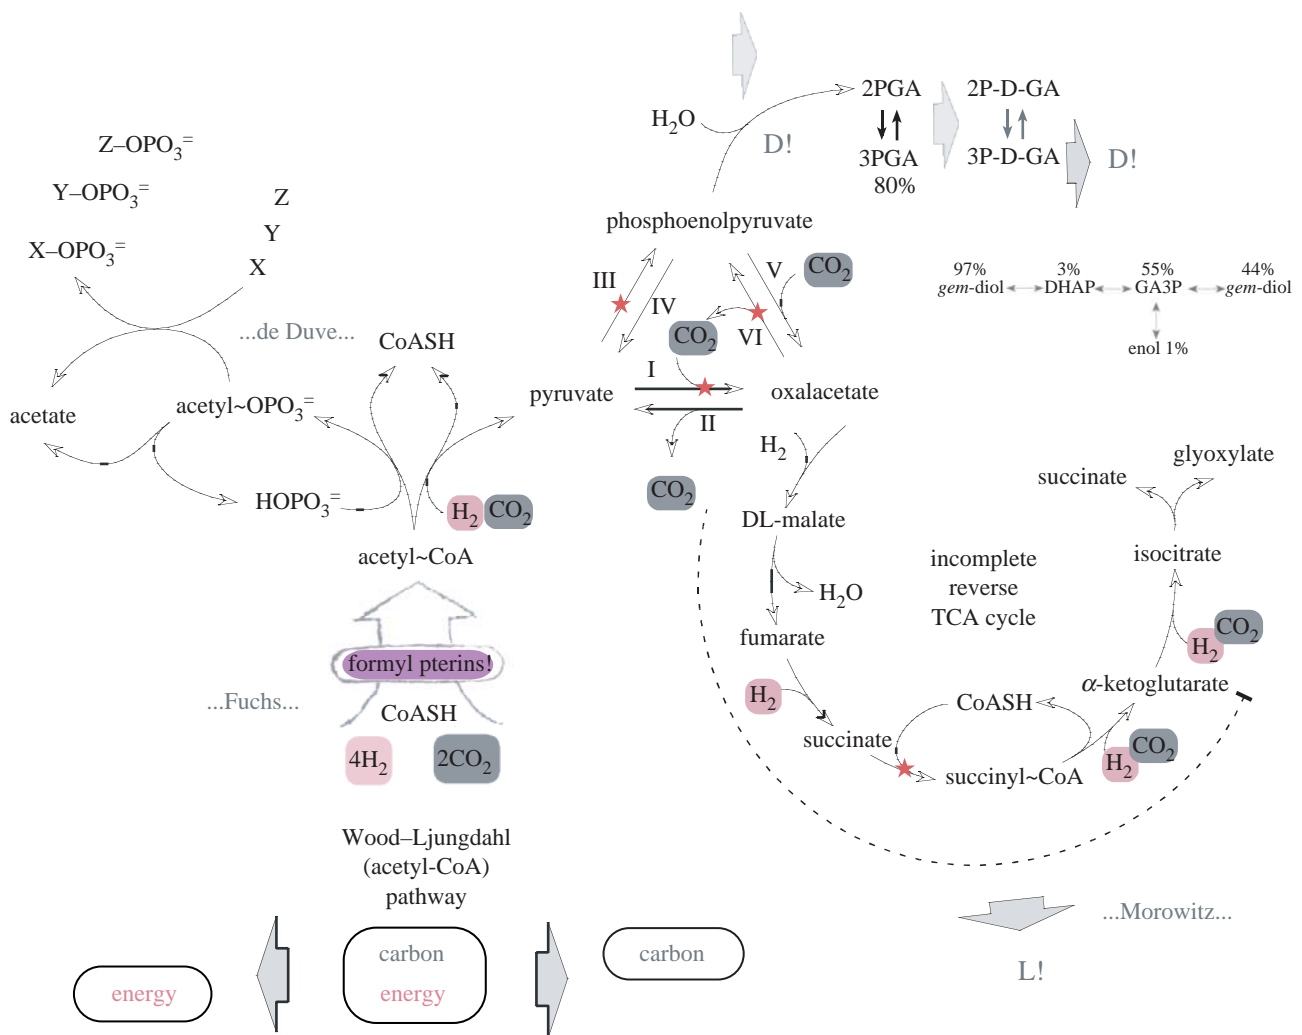 Z–OPO3=
Y–OPO3=
X–OPO3=
Z
Y
X
...de Duve...
acetate
acetyl~OPO3=
HOPO3=
CoASH
H2
CO2
acetyl~CoA
formyl pterins!
...Fuchs...
CoASH
4H2
2CO2
Wood–Ljungdahl
(acetyl-CoA)
pathway
energy
carbon
energy
carbon
H2O
D!
2PGA
3PGA
80%
2P-D-GA
3P-D-GA
D!
phosphoenolpyruvate
III
IV
V
CO2
VI
CO2
I
II
pyruvate
oxalacetate
CO2
97%
gem-diol
3%
DHAP
55%
GA3P
44%
gem-diol
enol 1%
H2
DL-malate
H2O
fumarate
H2
succinate
succinyl~CoA
CoASH
H2
CO2
α-ketoglutarate
H2
CO2
isocitrate
succinate
glyoxylate
incomplete
reverse
TCA cycle
...Morowitz...
L!